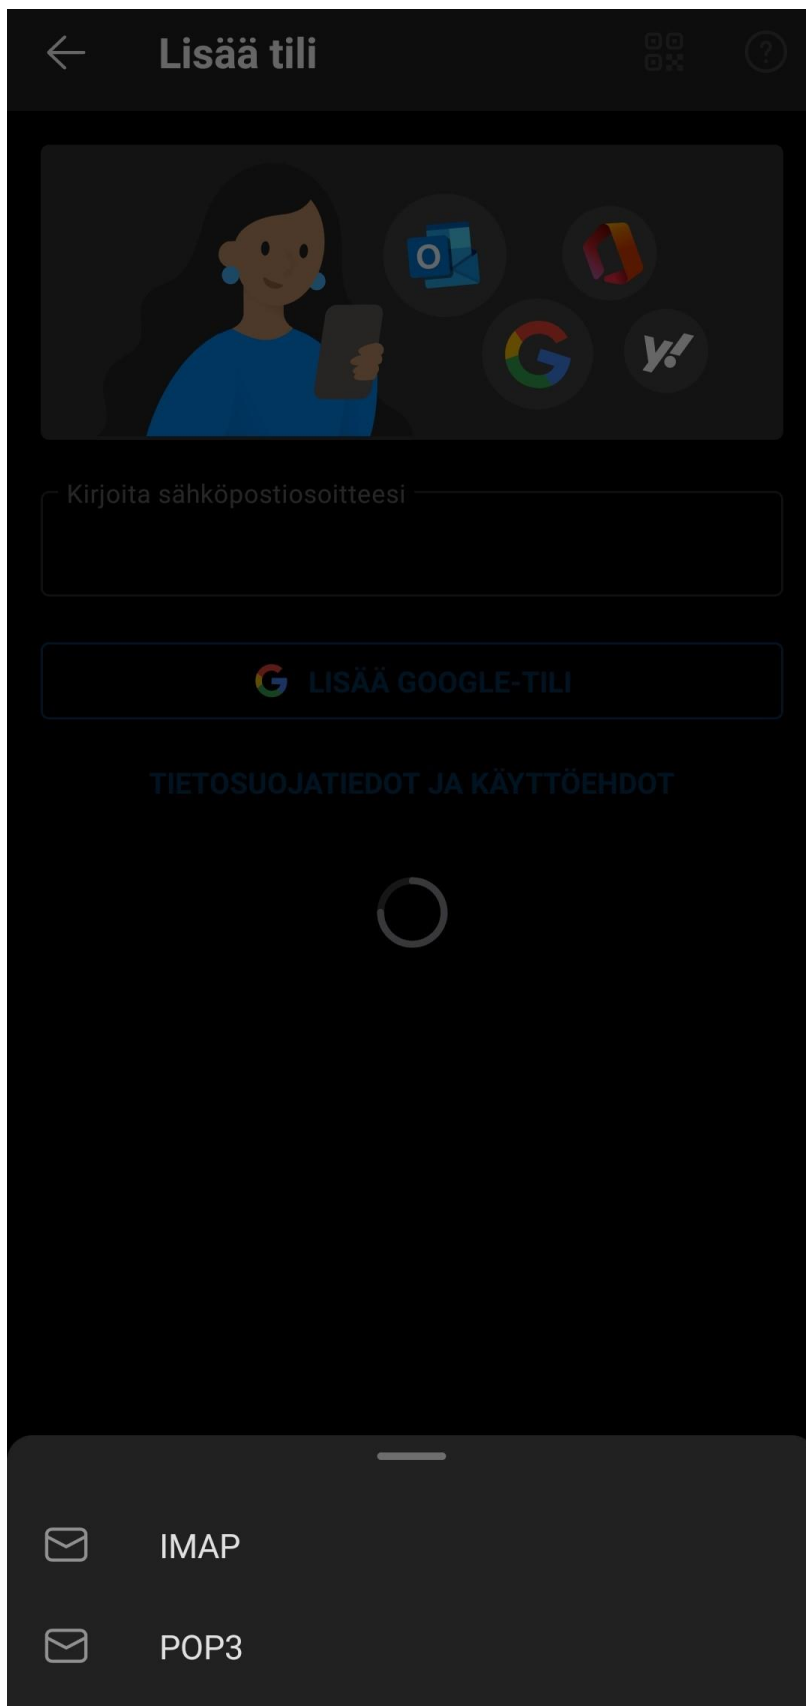 Lisää tili
Kirjoita sähköpostiosoitteesi
LISÄÄ GOOGLE-TILI
TIETOSUOJATIEDOT JA KÄYTTÖEHDOT
IMAP
POP3